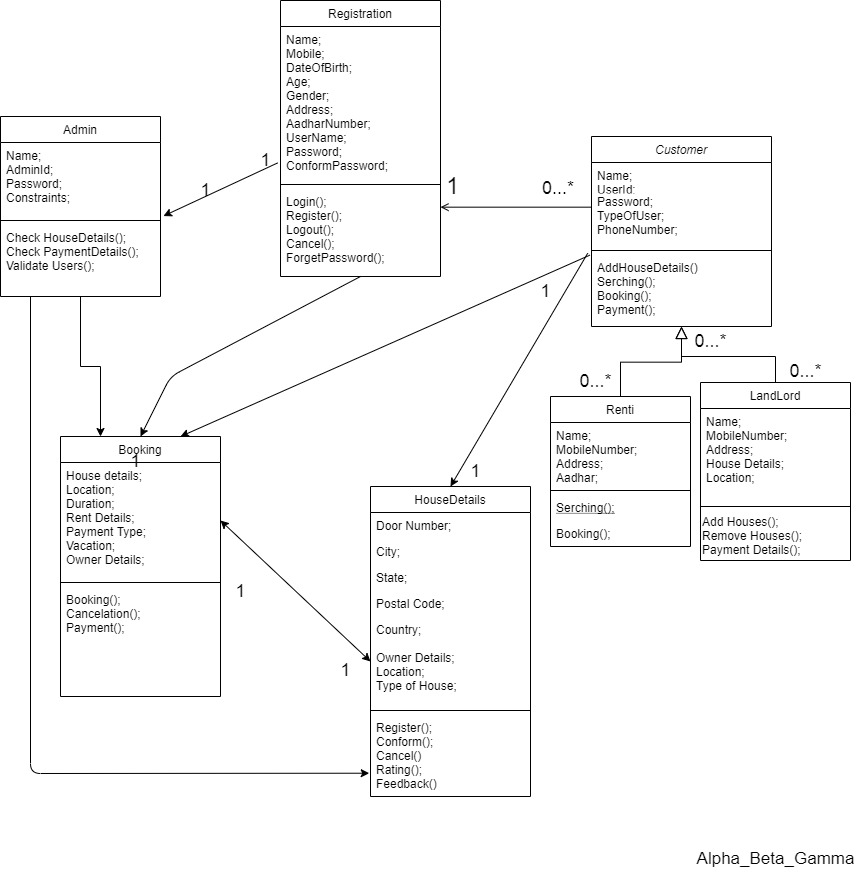 Registration
Name;
Mobile;
DateOfBirth;
Age;
Gender;
Address;
AadharNumber;
UserName;
Password;
ConformPassword;
Login();
Register();
Logout();
Cancel();
ForgetPassword();
Admin
Name;
AdminId;
Password;
Constraints;
Check HouseDetails();
Check PaymentDetails();
Validate Users();
1
1
1
0...*
Customer
Name;
UserId:
Password;
TypeOfUser;
PhoneNumber;
AddHouseDetails()
Serching();
Booking();
Payment();
1
1
0...*
0...*
0...*
Renti
Name;
MobileNumber;
Address;
Aadhar;
Serching();
Booking();
LandLord
Name;
MobileNumber;
Address;
House Details;
Location;
Add Houses();
Remove Houses();
Payment Details();
Booking
1
House details;
Location;
Duration;
Rent Details;
Payment Type;
Vacation;
Owner Details;
Booking();
Cancelation();
Payment();
1
1
HouseDetails
Door Number;
City;
State;
Postal Code;
Country;
Owner Details;
Location;
Type of House;
Register();
Conform();
Cancel()
Rating();
Feedback()
Alpha_Beta_Gamma